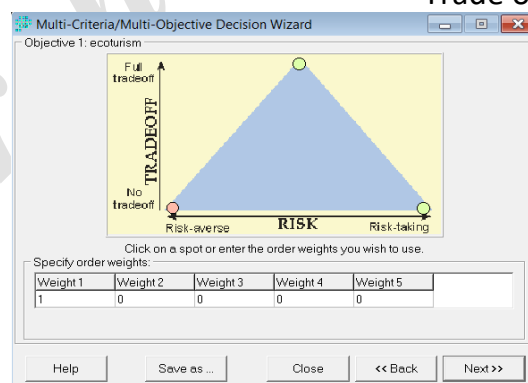 Trade o
Multi-Criteria/Multi-Objective Decision Wizard
Objective 1: ecoturism
Full
tradeoff
TRADEOFF
No
tradeoff
Risk-averse RISK Risk-taking
Click on a spot or enter the order weights you wish to use.
Specify order weights:
Weight 1 Weight 2 Weight 3 Weight 4 Weight 5
1 0 0 0 0
Help Save as ... Close << Back Next >>